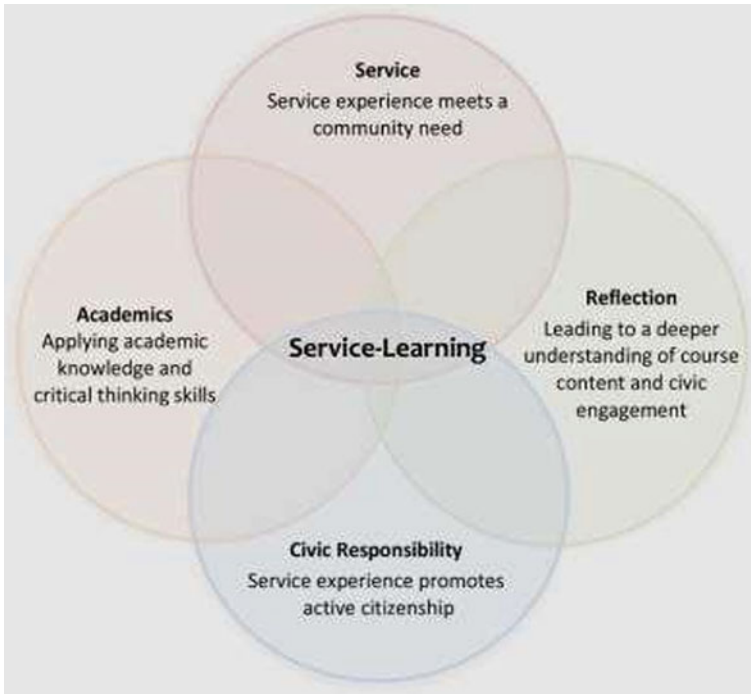 Service
Service experience meets a
community need
Academics
Applying academic
knowledge and
critical thinking skills
Service-Learning
Reflection
Leading to a deeper
understanding of course
content and civic
engagement
Civic Responsibility
Service experience promotes
active citizenship